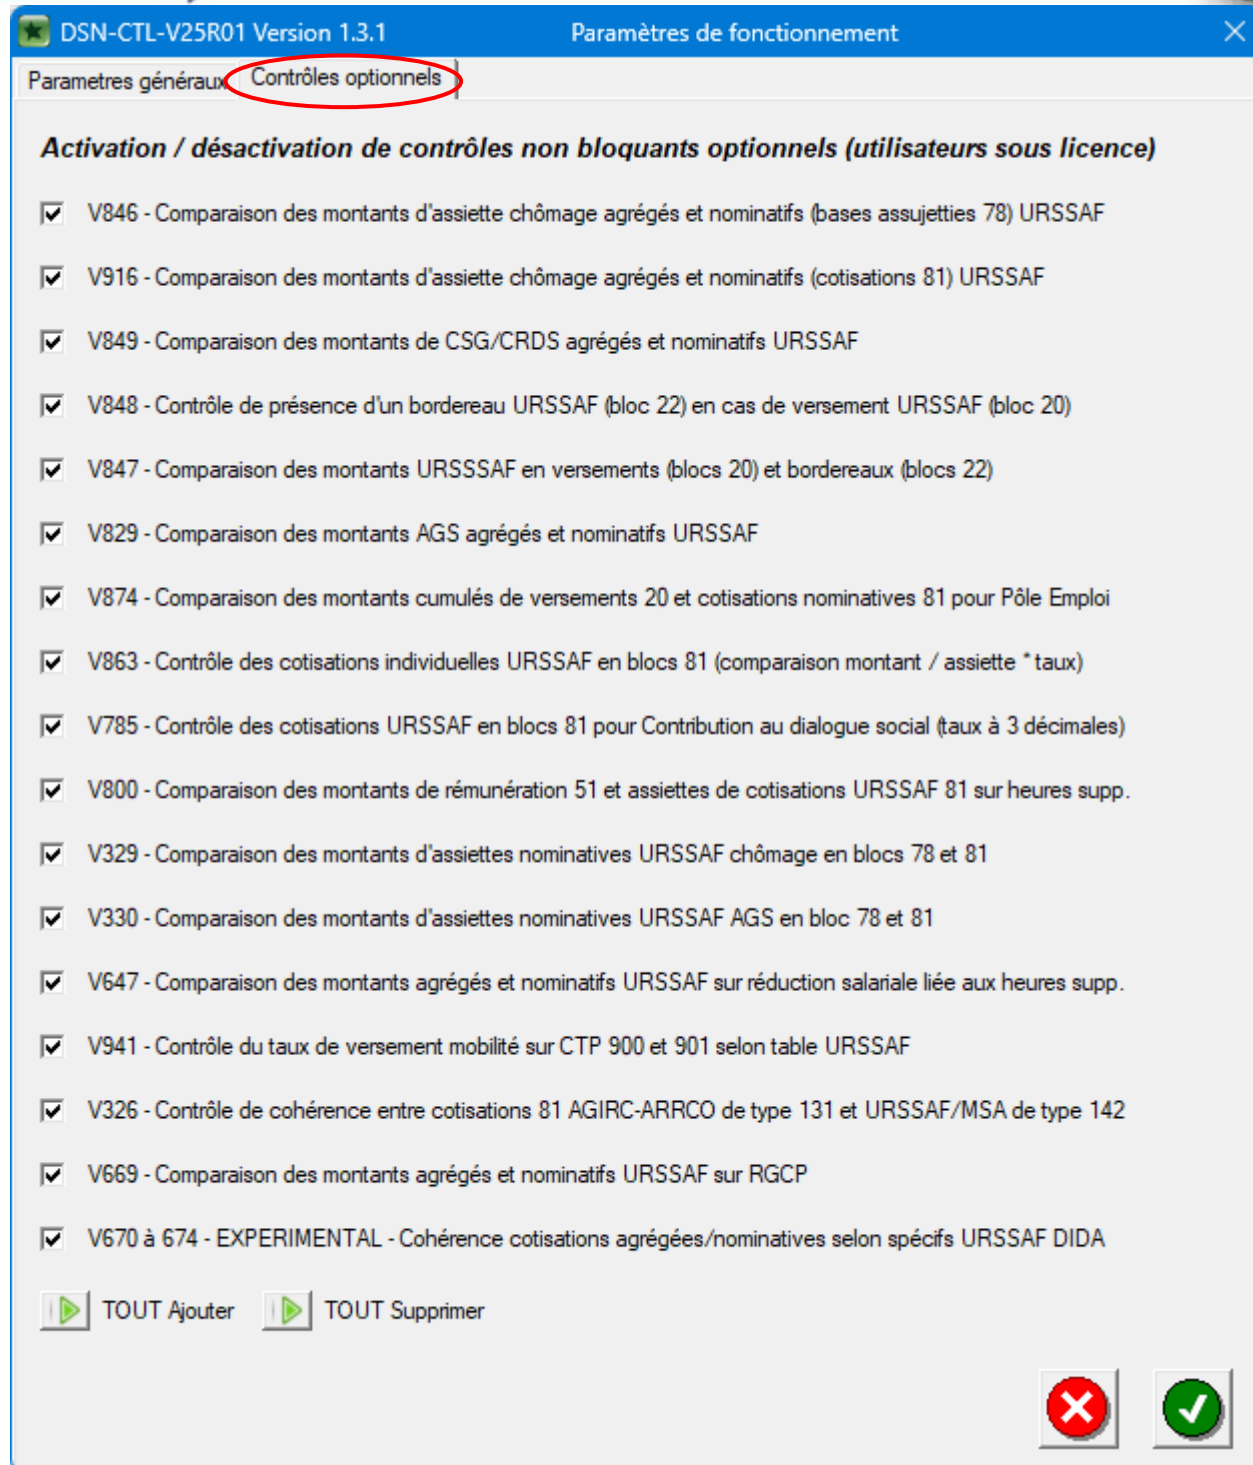 DSN-CTL-V25R01 Version 1.3.1 Paramètres de fonctionnement
Parametres généraux Contrôles optionnels
Activation / désactivation de contrôles non bloquants optionnels (utilisateurs sous licence)
V846 - Comparaison des montants d'assiette chômage agrégés et nominatifs (bases assujetties 78) URSSAF
V916 - Comparaison des montants d'assiette chômage agrégés et nominatifs (cotisations 81) URSSAF
V849 - Comparaison des montants de CSG/CRDS agrégés et nominatifs URSSAF
V848 - Contrôle de présence d'un bordereau URSSAF (bloc 22) en cas de versement URSSAF (bloc 20)
V847 - Comparaison des montants URSSSAF en versements (blocs 20) et bordereaux (blocs 22)
V829 - Comparaison des montants AGS agrégés et nominatifs URSSAF
V874 - Comparaison des montants cumulés de versements 20 et cotisations nominatives 81 pour Pôle Emploi
V863 - Contrôle des cotisations individuelles URSSAF en blocs 81 (comparaison montant / assiette * taux)
V785 - Contrôle des cotisations URSSAF en blocs 81 pour Contribution au dialogue social (taux à 3 décimales)
V800 - Comparaison des montants de rémunération 51 et assiettes de cotisations URSSAF 81 sur heures supp.
V329 - Comparaison des montants d'assiettes nominatives URSSAF chômage en blocs 78 et 81
V330 - Comparaison des montants d'assiettes nominatives URSSAF AGS en bloc 78 et 81
V647 - Comparaison des montants agrégés et nominatifs URSSAF sur réduction salariale liée aux heures supp.
V941 - Contrôle du taux de versement mobilité sur CTP 900 et 901 selon table URSSAF
V326 - Contrôle de cohérence entre cotisations 81 AGIRC-ARRCO de type 131 et URSSAF/MSA de type 142
V669 - Comparaison des montants agrégés et nominatifs URSSAF sur RGCP
V670 à 674 - EXPERIMENTAL - Cohérence cotisations agrégées/nominatives selon spécifs URSSAF DIDA
TOUT Ajouter TOUT Supprimer